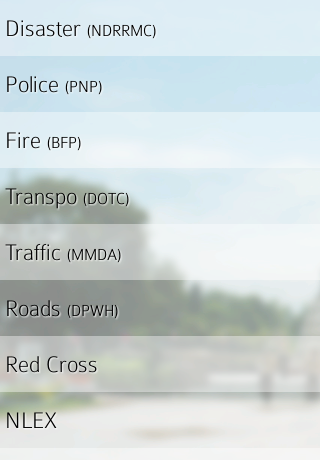 Disaster (NDRRMC)
Police (PNP)
Fire (BFP)
Transpo (DOTC)
Traffic (MMDA)
Roads (DPWH)
Red Cross
NLEX